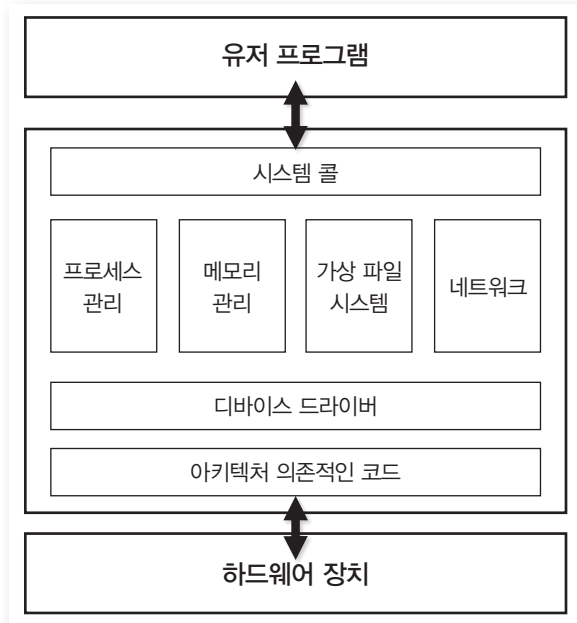 유저 프로그램
시스템 콜
프로세스
관리
메모리
관리
가상 파일
시스템
네트워크
디바이스 드라이버
아키텍처 의존적인 코드
하드웨어 장치